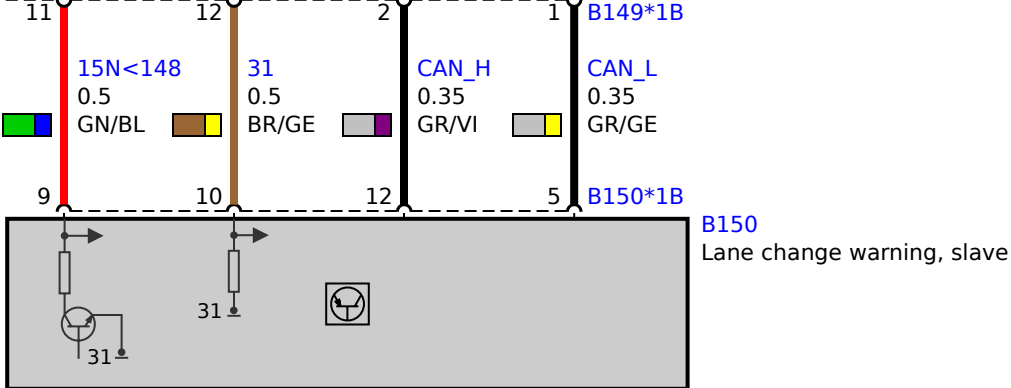 11 12 2 1 B149*1B
15N<148 31 CAN_H CAN_L
0.5 0.5 0.35 0.35
GN/BL BR/GE GR/VI GR/GE
9 10 12 5 B150*1B
B150
Lane change warning, slave
31
31